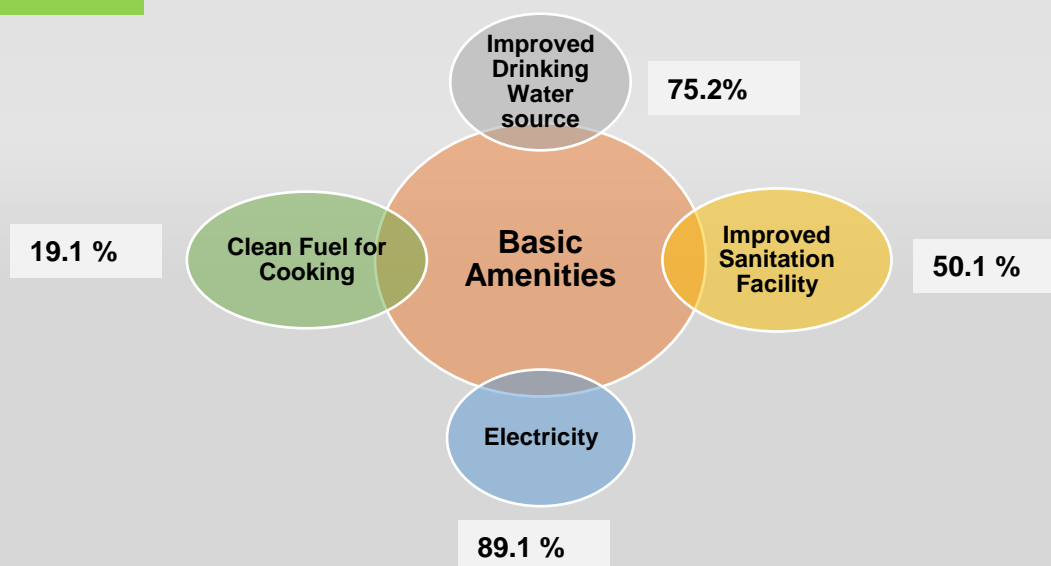 Improved
Drinking
Water
source
75.2%
19.1 %
Clean Fuel for
Cooking
Basic
Amenities
Improved
Sanitation
Facility
50.1 %
Electricity
89.1 %